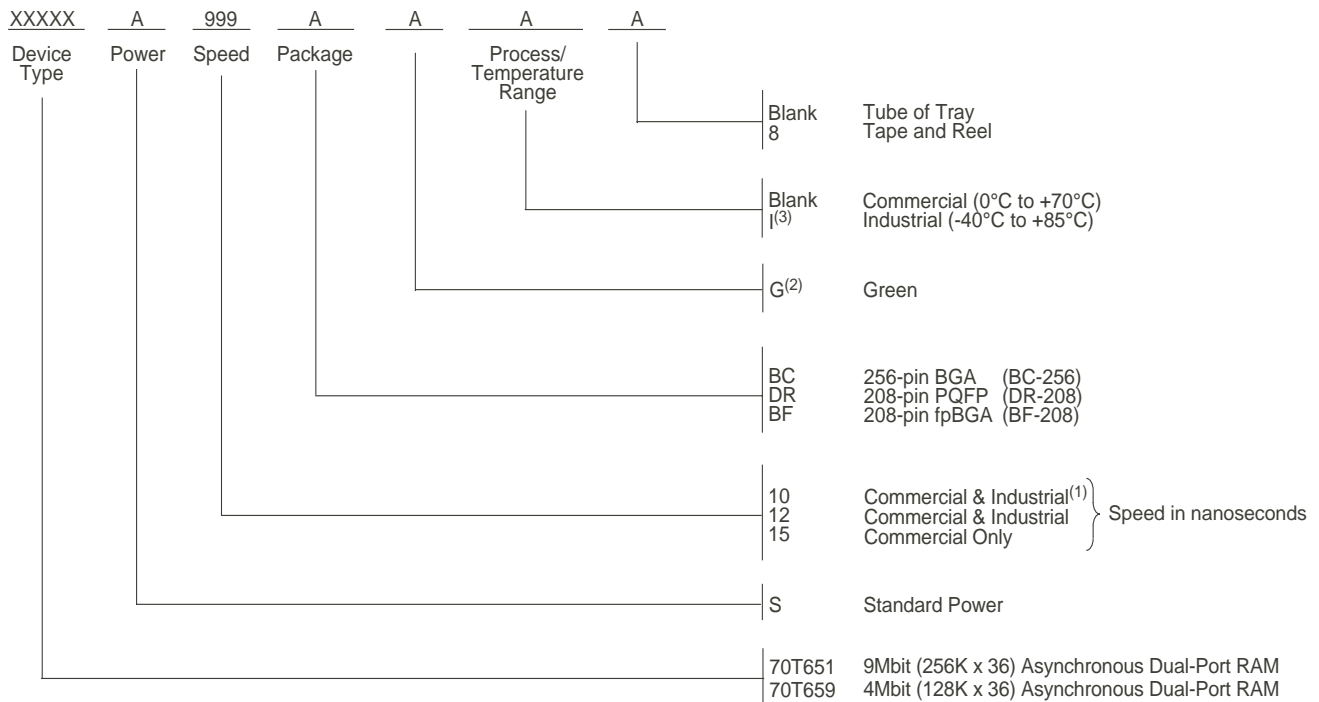 XXXXX A 999 A A A A
Device Type Power Speed Package Process/ Temperature Range
Blank Tube of Tray
8 Tape and Reel
Blank Commercial (0°C to +70°C)
I(3) Industrial (-40°C to +85°C)
G(2) Green
BC 256-pin BGA (BC-256)
DR 208-pin PQFP (DR-208)
BF 208-pin fpBGA (BF-208)
10 Commercial & Industrial(1)
12 Commercial & Industrial Speed in nanoseconds
15 Commercial Only
S Standard Power
70T651 9Mbit (256K x 36) Asynchronous Dual-Port RAM
70T659 4Mbit (128K x 36) Asynchronous Dual-Port RAM